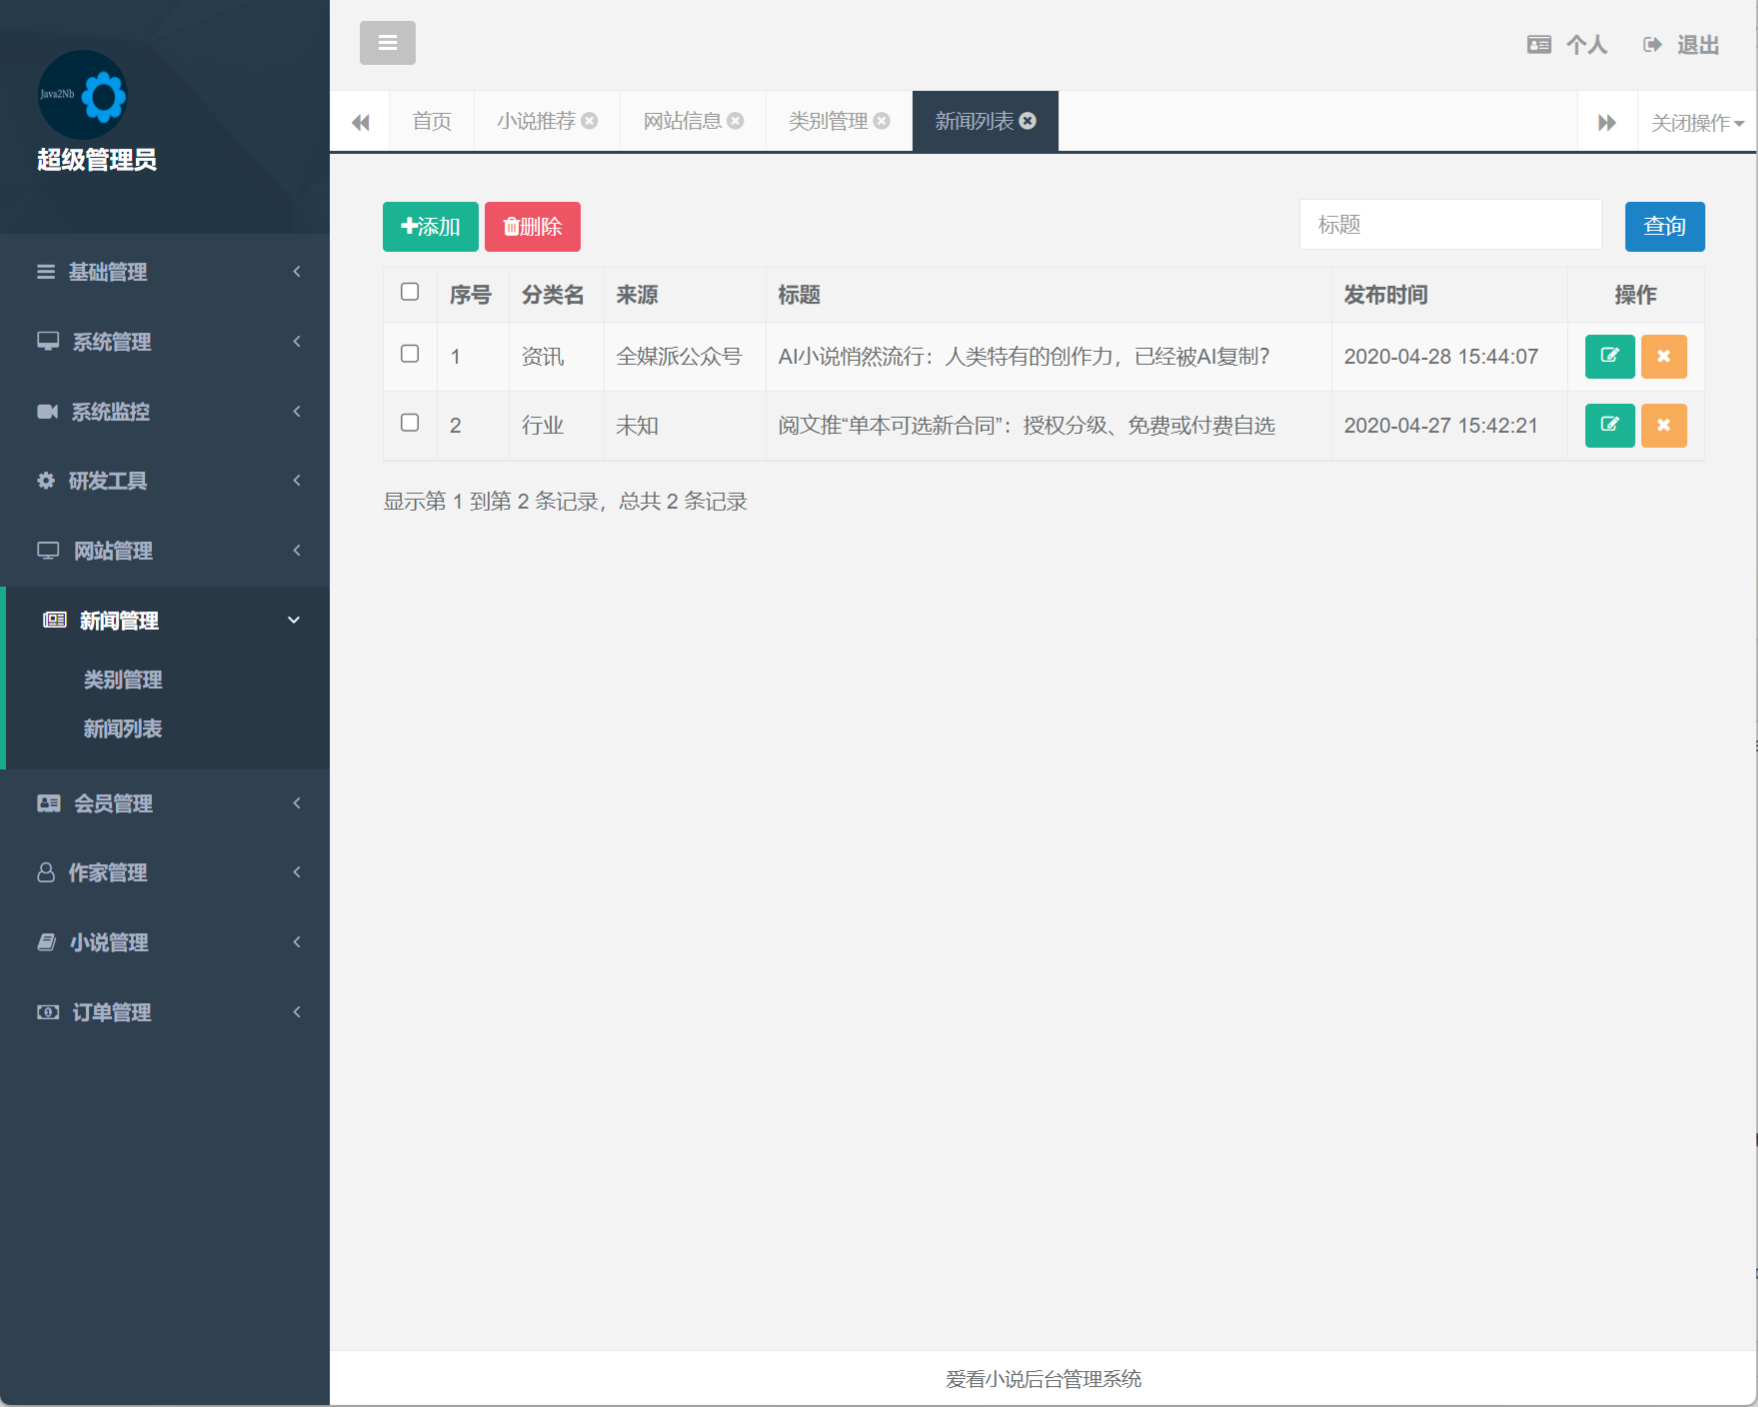 Java2Nb
超级管理员
基础管理
系统管理
系统监控
研发工具
网站管理
新闻管理
类别管理
新闻列表
会员管理
作家管理
小说管理
订单管理
个人 退出
首页 小说推荐 网站信息 类别管理 新闻列表 关闭操作
添加 删除 标题 查询
序号 分类名 来源 标题 发布时间 操作
1 资讯 全媒派公众号 AI小说悄然流行：人类特有的创作力，已经被AI复制？ 2020-04-28 15:44:07
2 行业 未知 阅文推“单本可选新合同”：授权分级、免费或付费自选 2020-04-27 15:42:21
显示第 1 到第 2 条记录，总共 2 条记录
爱看小说后台管理系统